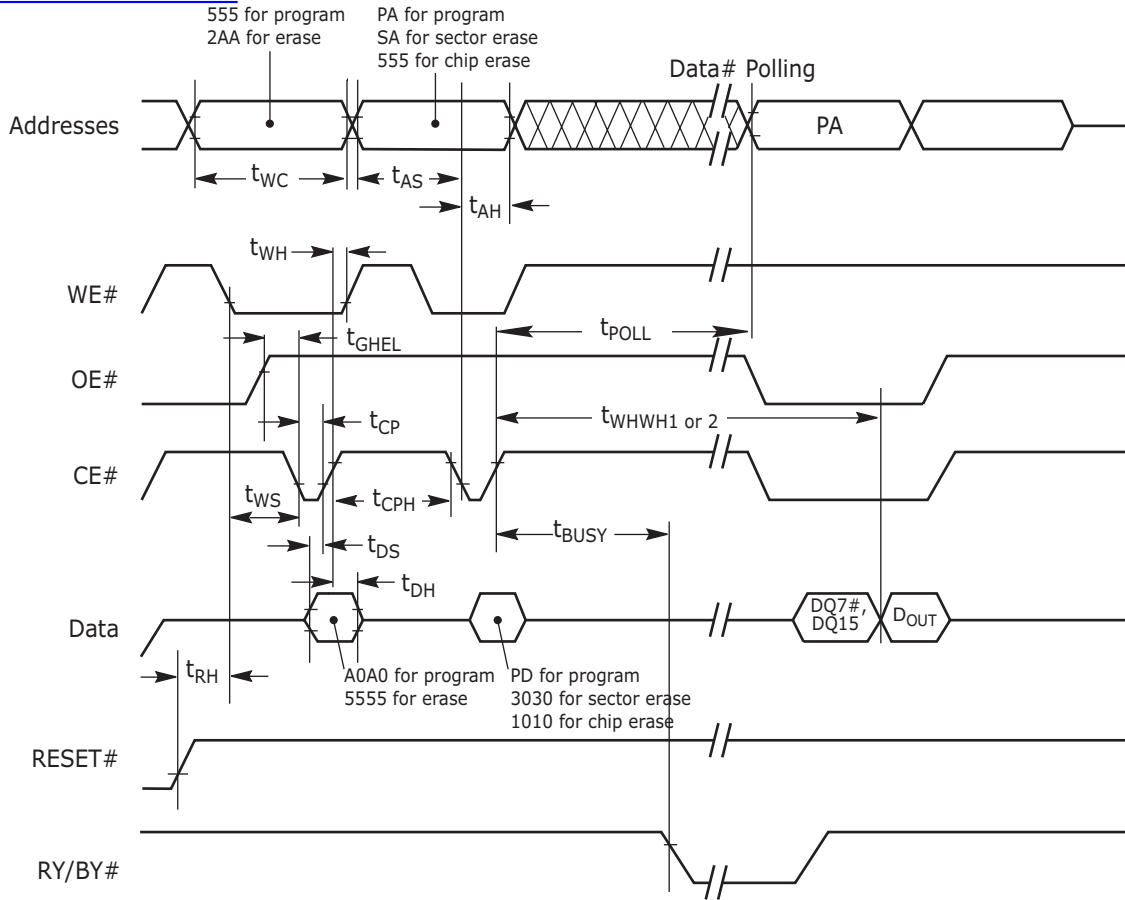 555 for program
2AA for erase
PA for program
SA for sector erase
555 for chip erase
Data# Polling
Addresses
PA
tWC
tAS
tAH
tWH
WE#
tGHEL
tPOLL
OE#
tCP
tWHWH1 or 2
CE#
tWS
tCPH
tBUSY
tDS
tDH
Data
DQ7#,
DQ15
DOUT
tRH
A0A0 for program
5555 for erase
PD for program
3030 for sector erase
1010 for chip erase
RESET#
RY/BY#